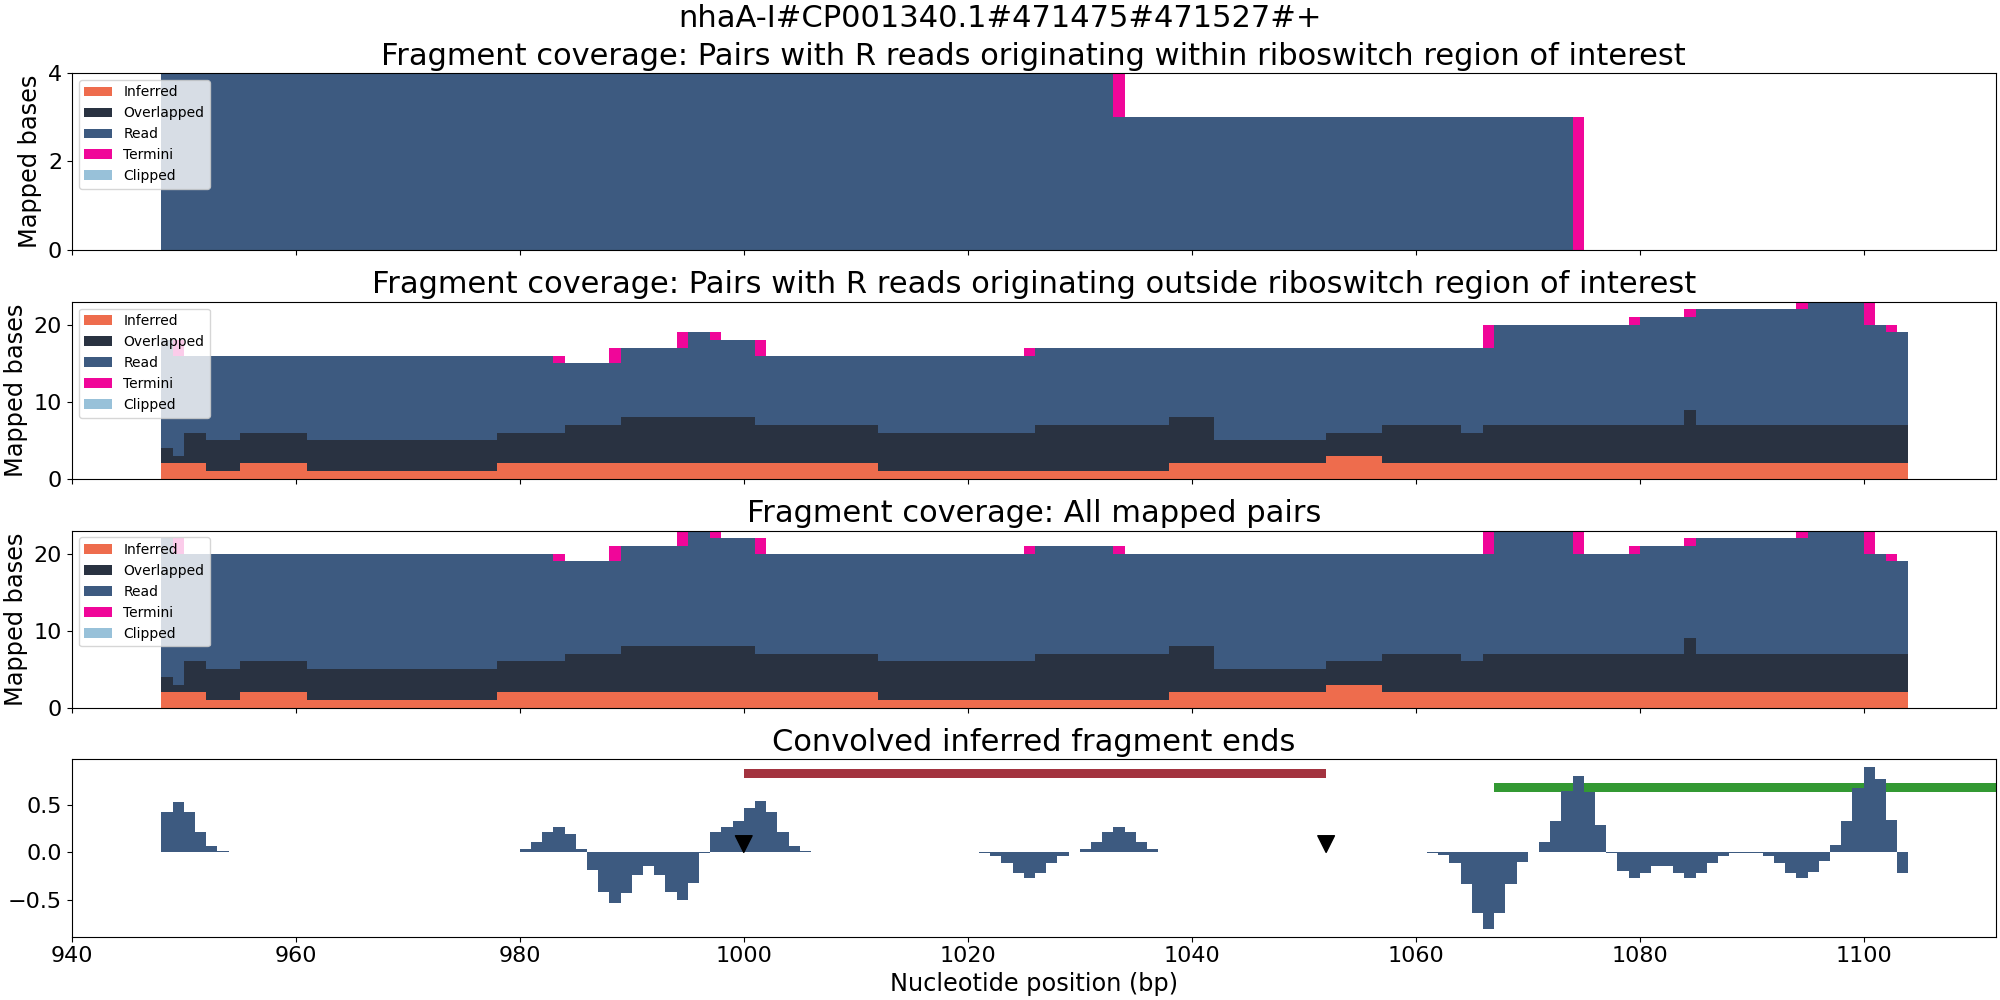 nhaA-I#CP001340.1#471475#471527#+
Fragment coverage: Pairs with R reads originating within riboswitch region of interest
Mapped bases
4
2
0
Inferred
Overlapped
Read
Termini
Clipped
Fragment coverage: Pairs with R reads originating outside riboswitch region of interest
Mapped bases
20
10
0
Inferred
Overlapped
Read
Termini
Clipped
Fragment coverage: All mapped pairs
Mapped bases
20
10
0
Inferred
Overlapped
Read
Termini
Clipped
Convolved inferred fragment ends
0.5
0.0
−0.5
940 960 980 1000 1020 1040 1060 1080 1100
Nucleotide position (bp)